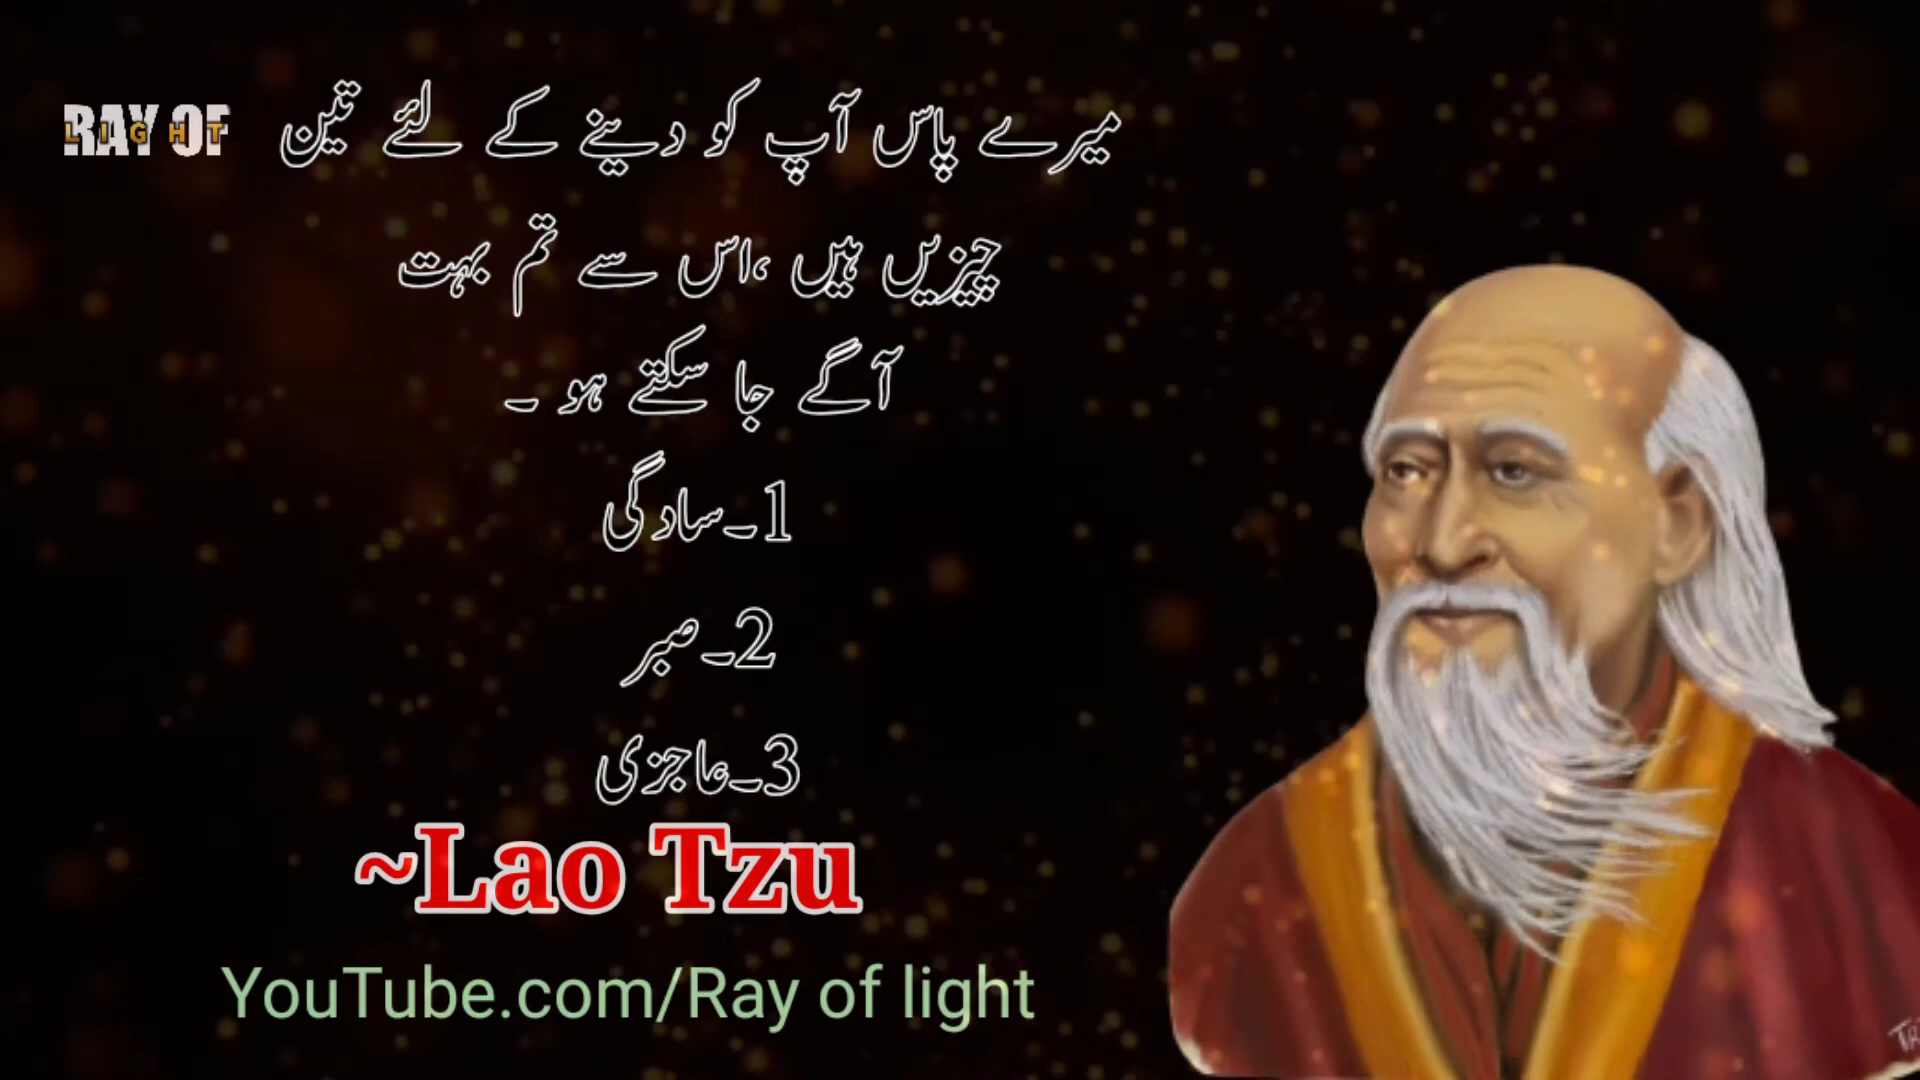 RAY OF
LIGHT
میرے پاس آپ کو دینے کے لئے تین
چیزیں ہیں ،اس سے تم بہت
آگے جا سکتے ہو ۔
1۔سادگی
2۔صبر
3۔عاجزی
~Lao Tzu
YouTube.com/Ray of light